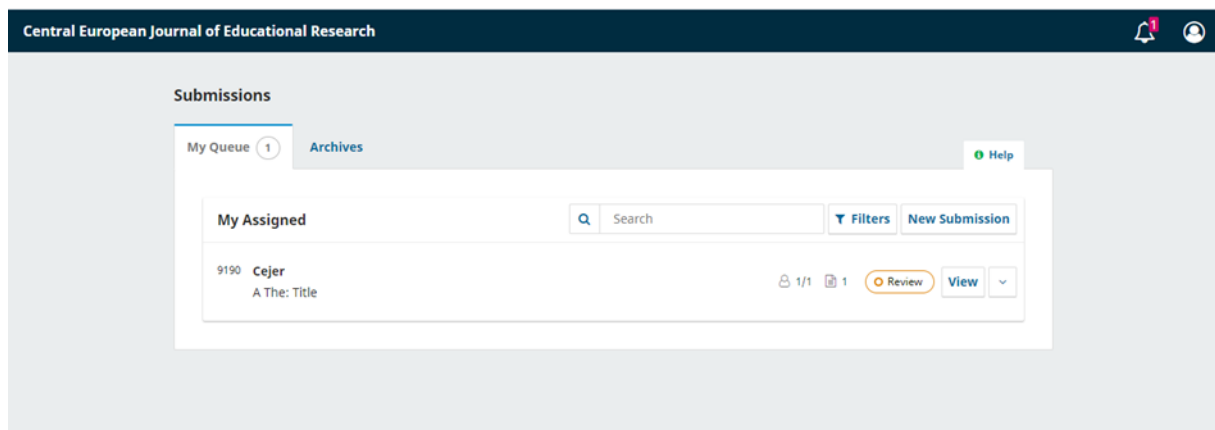 Central European Journal of Educational Research 1
Submissions
My Queue 1 Archives
Help
My Assigned Search Filters New Submission
9190 Cejer 1/1 1 Review View
A The: Title